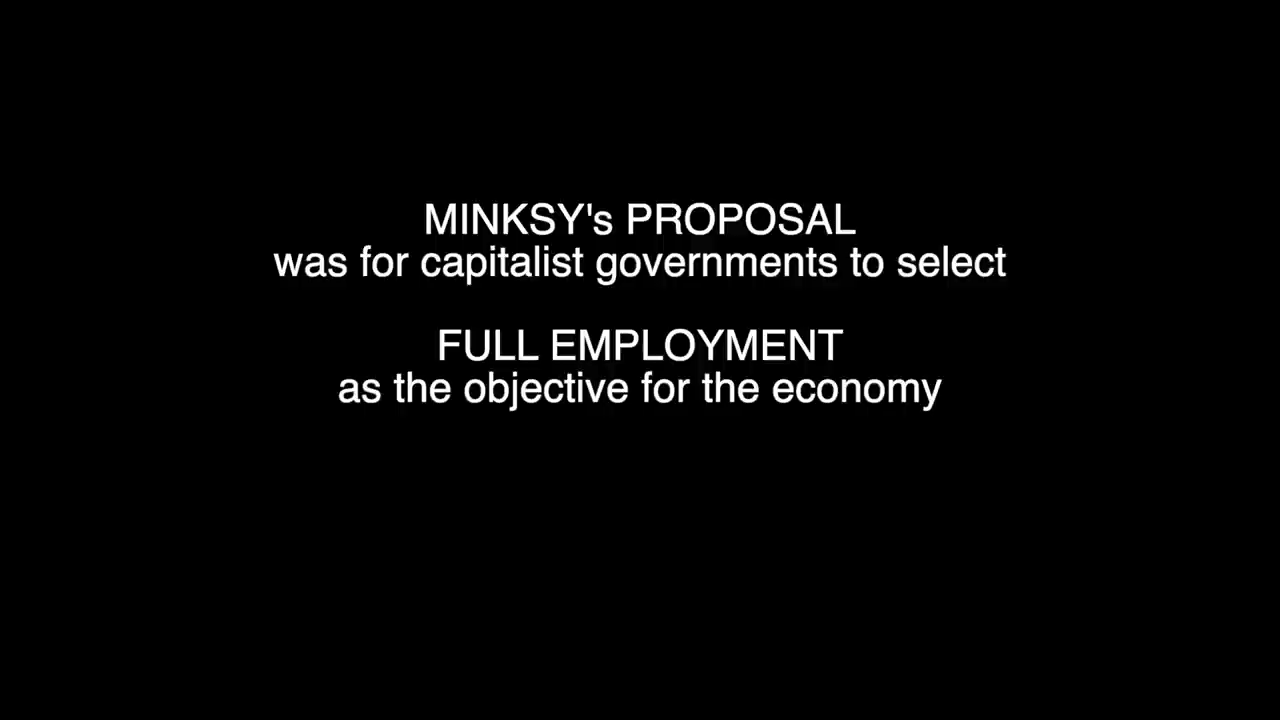 MINKSY's PROPOSAL
was for capitalist governments to select
FULL EMPLOYMENT
as the objective for the economy